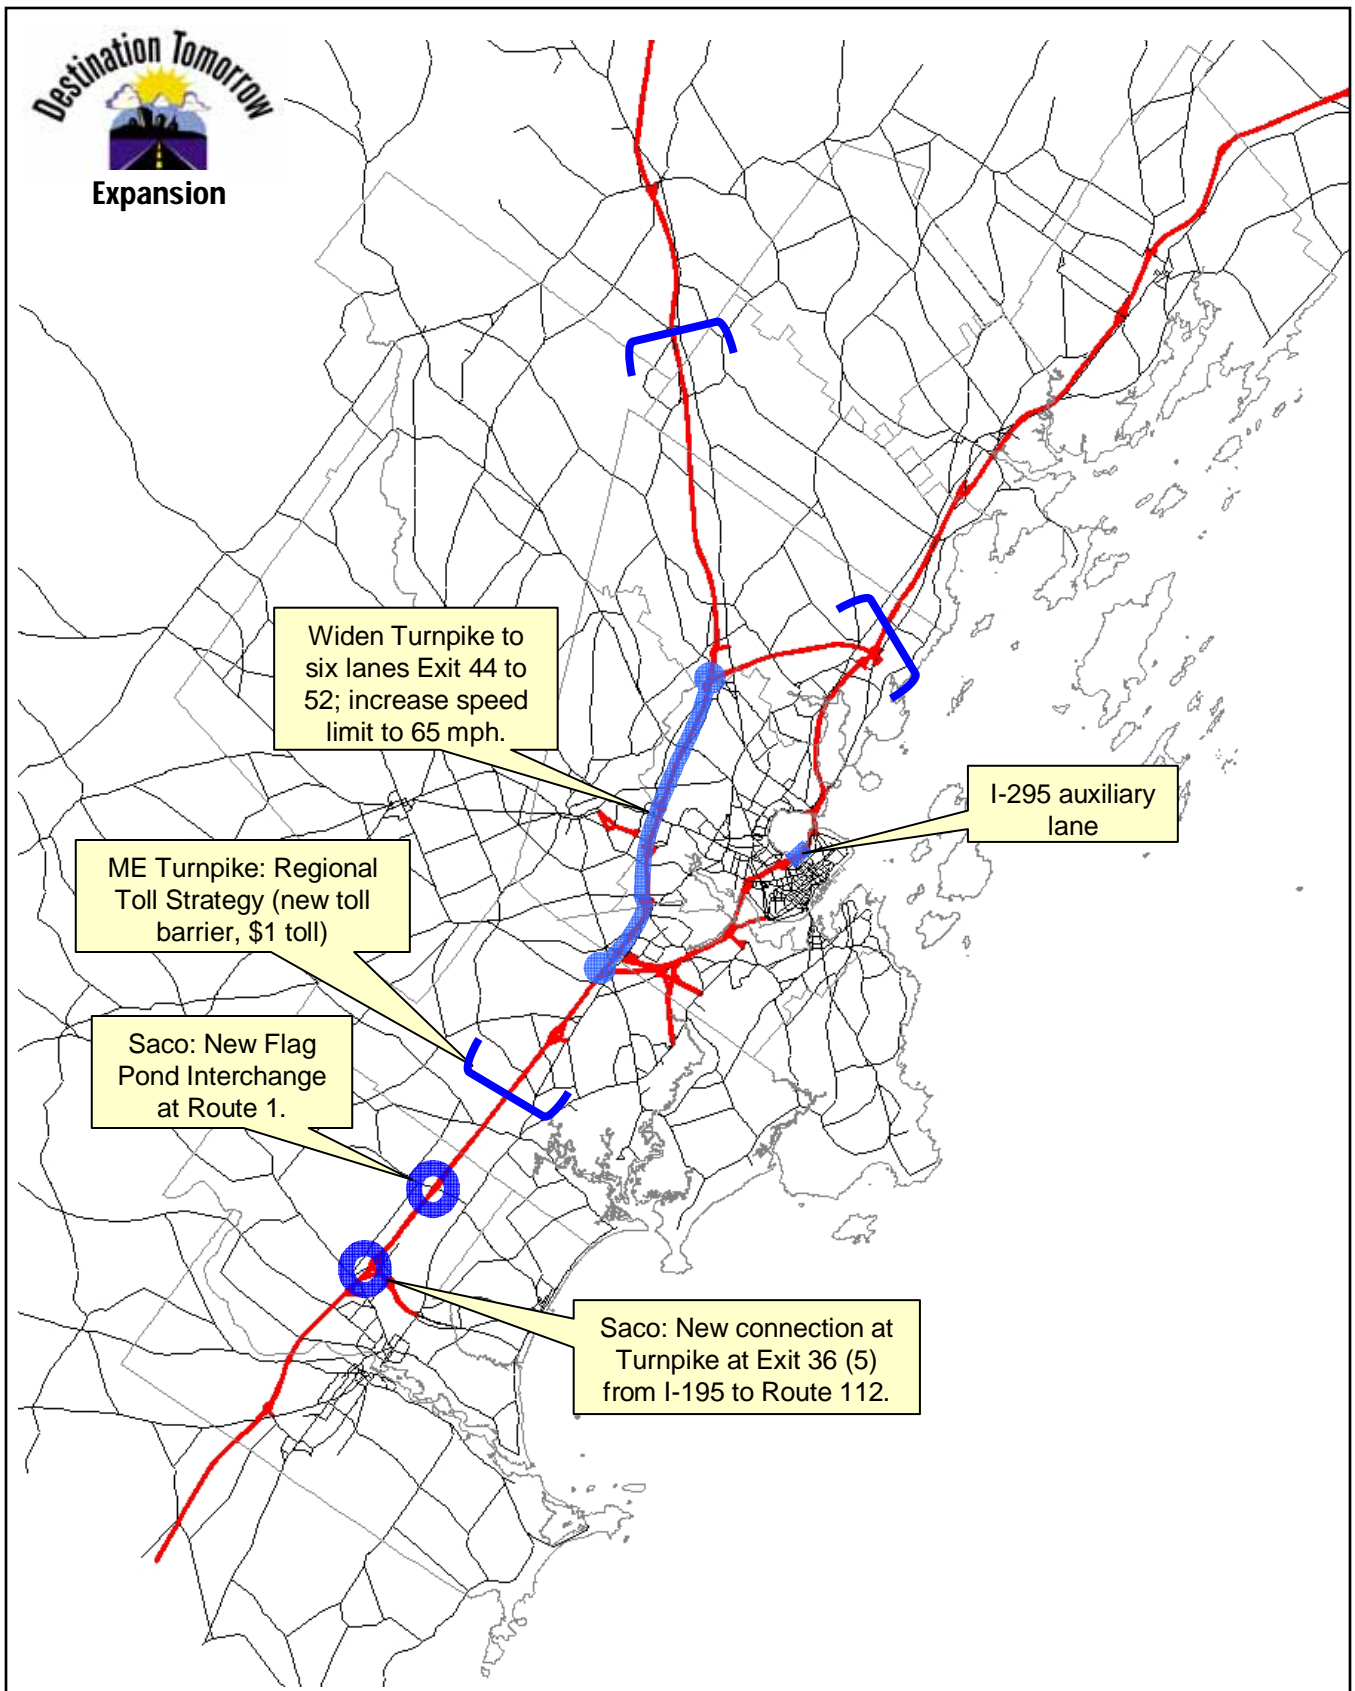 Destination Tomorrow
Expansion
Widen Turnpike to
six lanes Exit 44 to
52; increase speed
limit to 65 mph.
I-295 auxiliary
lane
ME Turnpike: Regional
Toll Strategy (new toll
barrier, $1 toll)
Saco: New Flag
Pond Interchange
at Route 1.
Saco: New connection at
Turnpike at Exit 36 (5)
from I-195 to Route 112.